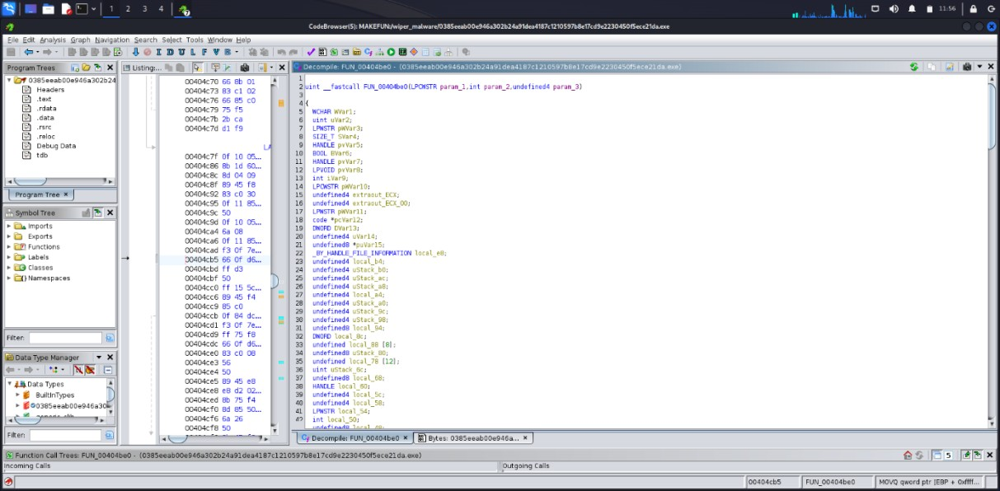 1 2 3 4
11:56
CodeBrowser(5): MAKEFUN:/wiper_malware/0385eeab00e946a302b24a91dea4187c1210597b8e17cd9e2230450f5ece21da.exe
File Edit Analysis Graph Navigation Search Select Tools Window Help
I D U L F V B
Program Trees
0385eeab00e946a302b24
Headers
.text
.rdata
.data
.rsrc
.reloc
Debug Data
tdb
Program Tree ×
Symbol Tree
Imports
Exports
Functions
Labels
Classes
Namespaces
Filter:
Data Type Manager
Data Types
BuiltInTypes
0385eeab00e946a30
Filter:
Listing:...
00404c70 66 8b 01
00404c73 83 c1 02
00404c76 66 85 c0
00404c79 75 f5
00404c7b 2b ca
00404c7d d1 f9
LA
00404c7f 0f 10 05...
00404c86 8b 1d 60...
00404c8c 8d 04 09
00404c8f 89 45 f8
00404c92 83 c0 30
00404c95 0f 11 85...
00404c9c 50
00404c9d 0f 10 05...
00404ca4 6a 08
00404ca6 0f 11 85...
00404cad f3 0f 7e...
00404cb5 66 0f d6...
00404cbd ff d3
00404cbf 50
00404cc0 ff 15 5c...
00404cc6 89 45 f4
00404cc9 85 c0
00404ccb 0f 84 dc...
00404cd1 f3 0f 7e...
00404cd9 ff 75 f8
00404cdc 66 0f d6...
00404ce0 83 c0 08
00404ce3 56
00404ce4 50
00404ce5 89 45 e8
00404ce8 e8 d2 02...
00404ced 8b 75 f4
00404cf0 8d 85 50...
00404cf6 6a 26
00404cf8 50
Decompile: FUN_00404be0 - (0385eeab00e946a302b24a91dea4187c1210597b8e17cd9e2230450f5ece21da.exe)
1
2 uint __fastcall FUN_00404be0(LPCWSTR param_1,int param_2,undefined4 param_3)
3
4 {
5 WCHAR WVar1;
6 uint uVar2;
7 LPWSTR pWVar3;
8 SIZE_T SVar4;
9 HANDLE pvVar5;
10 BOOL BVar6;
11 HANDLE pvVar7;
12 LPVOID pvVar8;
13 int iVar9;
14 LPCWSTR pWVar10;
15 undefined4 extraout_ECX;
16 undefined4 extraout_ECX_00;
17 LPWSTR pWVar11;
18 code *pcVar12;
19 DWORD DVar13;
20 undefined4 uVar14;
21 undefined8 *puVar15;
22 _BY_HANDLE_FILE_INFORMATION local_e8;
23 undefined4 local_b4;
24 undefined4 uStack_b0;
25 undefined4 uStack_ac;
26 undefined4 uStack_a8;
27 undefined4 local_a4;
28 undefined4 uStack_a0;
29 undefined4 uStack_9c;
30 undefined4 uStack_98;
31 undefined8 local_94;
32 DWORD local_8c;
33 undefined local_88 [8];
34 undefined8 uStack_80;
35 undefined local_78 [12];
36 uint uStack_6c;
37 undefined8 local_68;
38 HANDLE local_60;
39 undefined4 local_5c;
40 undefined4 local_58;
41 LPWSTR local_54;
42 int local_50;
undefined8 local_48;
Decompile: FUN_00404be0 × Bytes: 0385eeab00e946a... ×
Function Call Trees: FUN_00404be0 - (0385eeab00e946a302b24a91dea4187c1210597b8e17cd9e2230450f5ece21da.exe)
5
Incoming Calls
Outgoing Calls
00404cb5 FUN_00404be0 MOVQ qword ptr [EBP + 0xffff...